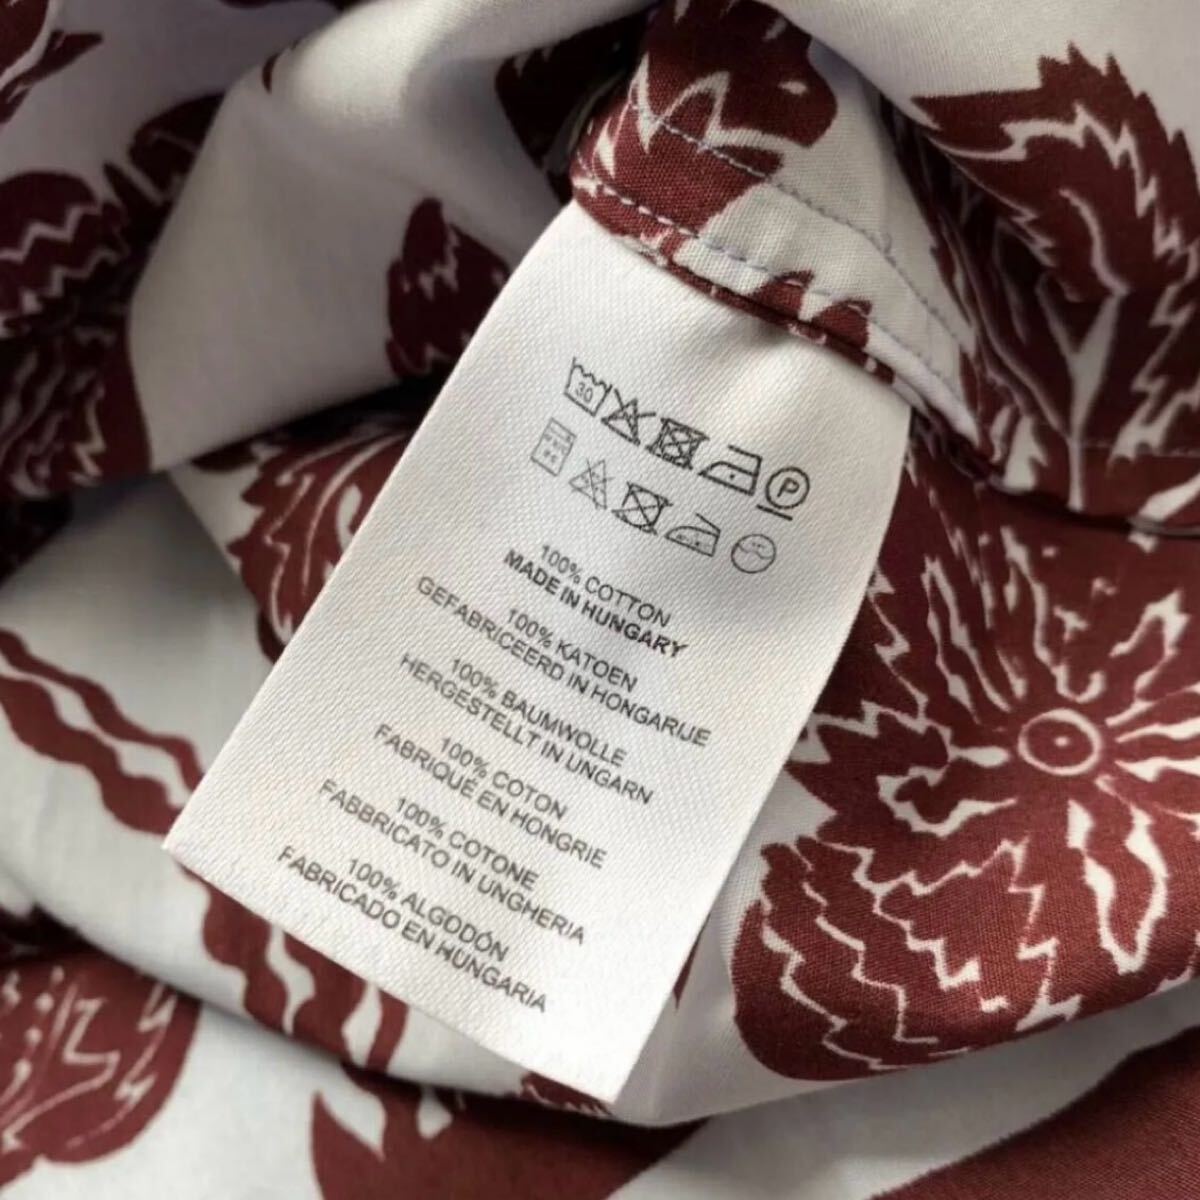 30
P
100% COTTON
MADE IN HUNGARY
100% KATOEN
GEFABRICEERD IN HONGARIJE
100% BAUMWOLLE
HERGESTELLT IN UNGARN
100% COTON
FABRIQUÉ EN HONGRIE
100% COTONE
FABBRICATO IN UNGHERIA
100% ALGODÓN
FABRICADO EN HUNGARIA